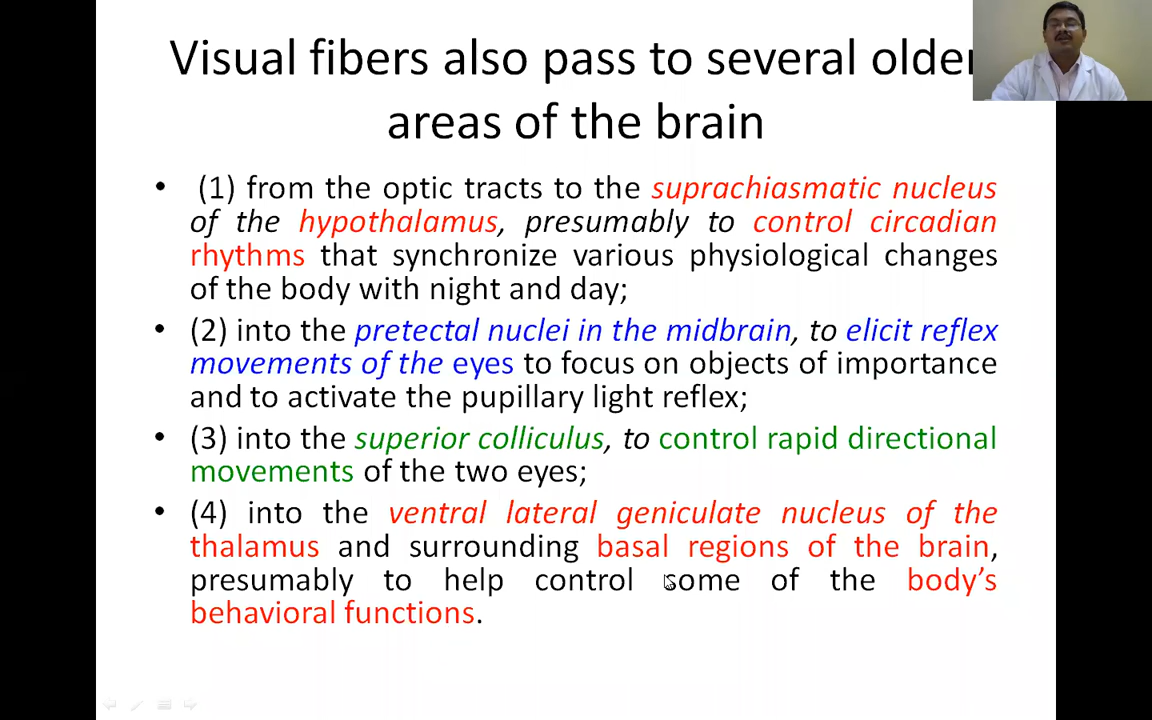 Visual fibers also pass to several older
areas of the brain
• (1) from the optic tracts to the suprachiasmatic nucleus
of the hypothalamus, presumably to control circadian
rhythms that synchronize various physiological changes
of the body with night and day;
• (2) into the pretectal nuclei in the midbrain, to elicit reflex
movements of the eyes to focus on objects of importance
and to activate the pupillary light reflex;
• (3) into the superior colliculus, to control rapid directional
movements of the two eyes;
• (4) into the ventral lateral geniculate nucleus of the
thalamus and surrounding basal regions of the brain,
presumably to help control some of the body’s
behavioral functions.